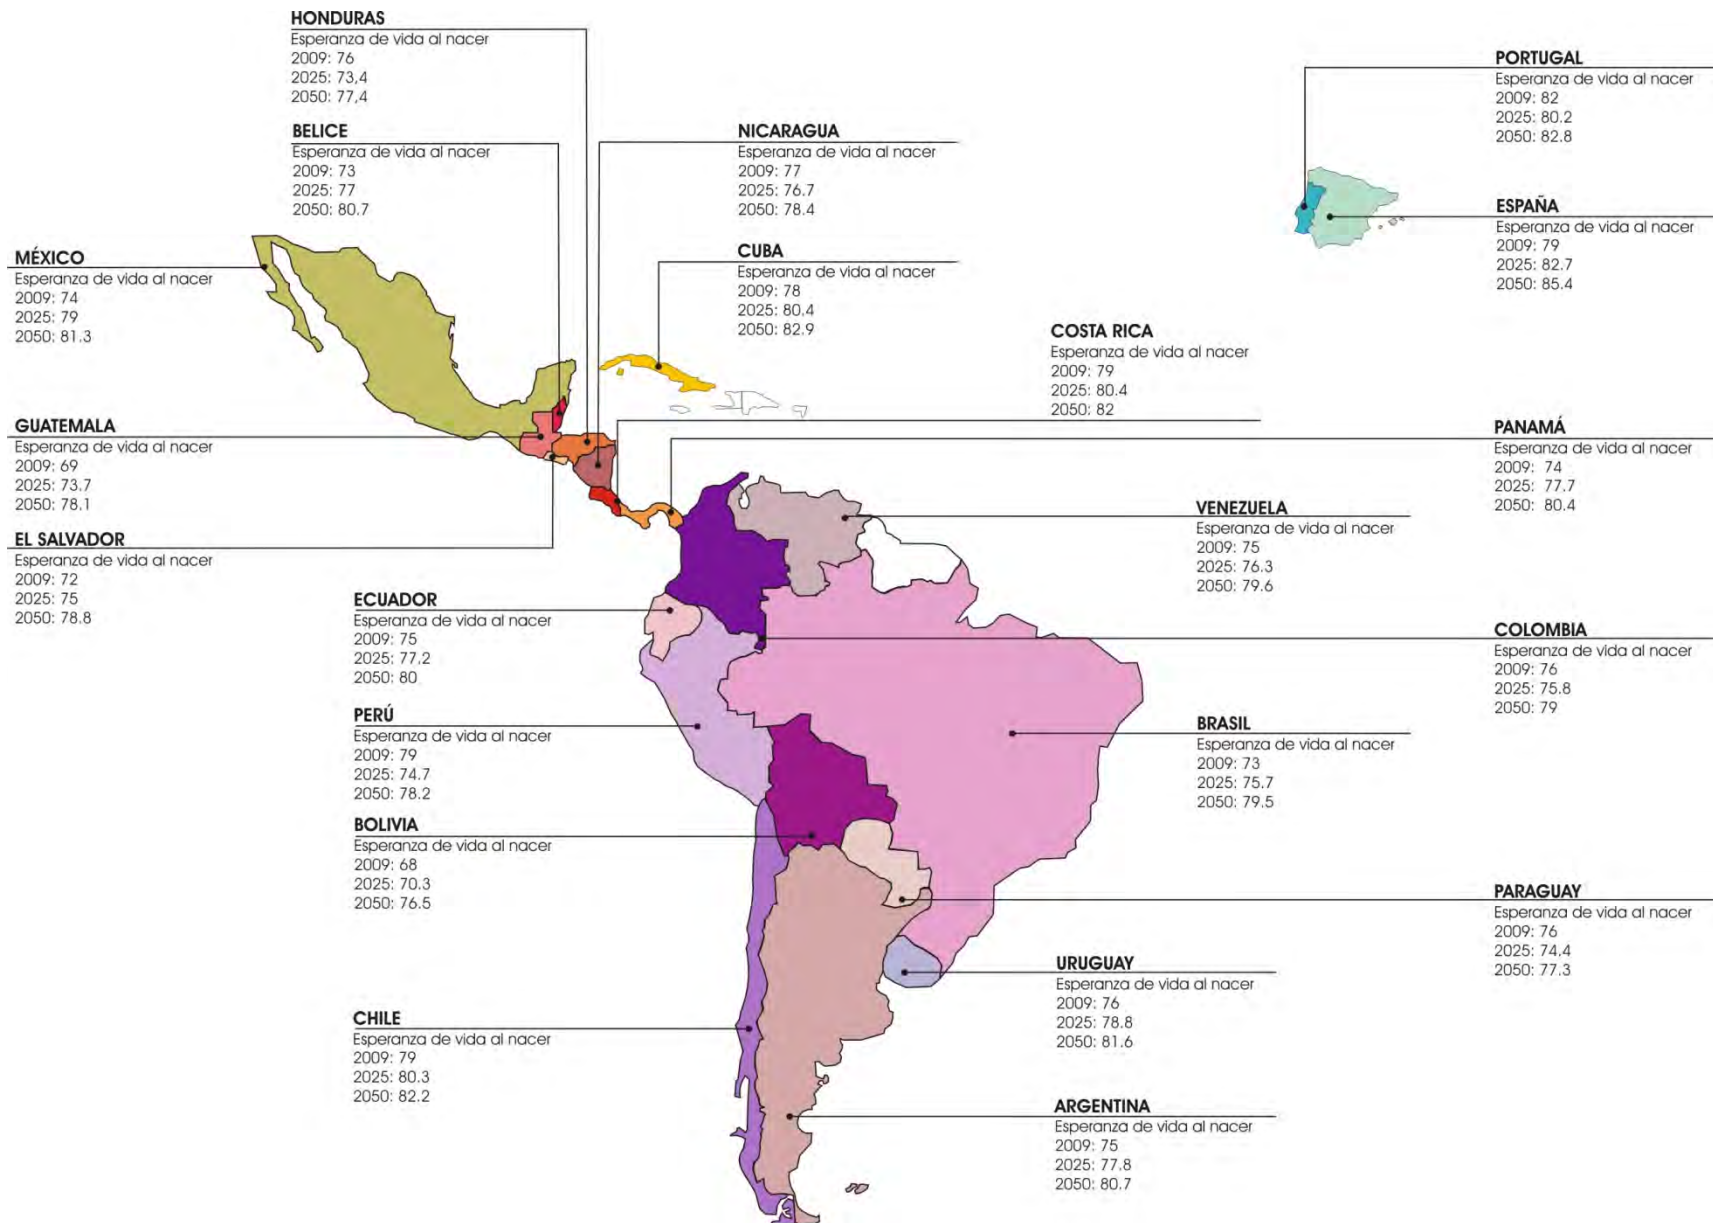 HONDURAS
Esperanza de vida al nacer
2009: 76
2025: 73,4
2050: 77,4
BELICE
Esperanza de vida al nacer
2009: 73
2025: 77
2050: 80.7
NICARAGUA
Esperanza de vida al nacer
2009: 77
2025: 76.7
2050: 78.4
PORTUGAL
Esperanza de vida al nacer
2009: 82
2025: 80.2
2050: 82.8
ESPAÑA
Esperanza de vida al nacer
2009: 79
2025: 82.7
2050: 85.4
MÉXICO
Esperanza de vida al nacer
2009: 74
2025: 79
2050: 81.3
CUBA
Esperanza de vida al nacer
2009: 78
2025: 80.4
2050: 82.9
COSTA RICA
Esperanza de vida al nacer
2009: 79
2025: 80.4
2050: 82
GUATEMALA
Esperanza de vida al nacer
2009: 69
2025: 73.7
2050: 78.1
PANAMÁ
Esperanza de vida al nacer
2009: 74
2025: 77.7
2050: 80.4
EL SALVADOR
Esperanza de vida al nacer
2009: 72
2025: 75
2050: 78.8
VENEZUELA
Esperanza de vida al nacer
2009: 75
2025: 76.3
2050: 79.6
ECUADOR
Esperanza de vida al nacer
2009: 75
2025: 77,2
2050: 80
COLOMBIA
Esperanza de vida al nacer
2009: 76
2025: 75.8
2050: 79
PERÚ
Esperanza de vida al nacer
2009: 79
2025: 74.7
2050: 78.2
BRASIL
Esperanza de vida al nacer
2009: 73
2025: 75.7
2050: 79.5
BOLIVIA
Esperanza de vida al nacer
2009: 68
2025: 70.3
2050: 76.5
PARAGUAY
Esperanza de vida al nacer
2009: 76
2025: 74.4
2050: 77.3
URUGUAY
Esperanza de vida al nacer
2009: 76
2025: 78.8
2050: 81.6
CHILE
Esperanza de vida al nacer
2009: 79
2025: 80.3
2050: 82.2
ARGENTINA
Esperanza de vida al nacer
2009: 75
2025: 77.8
2050: 80.7